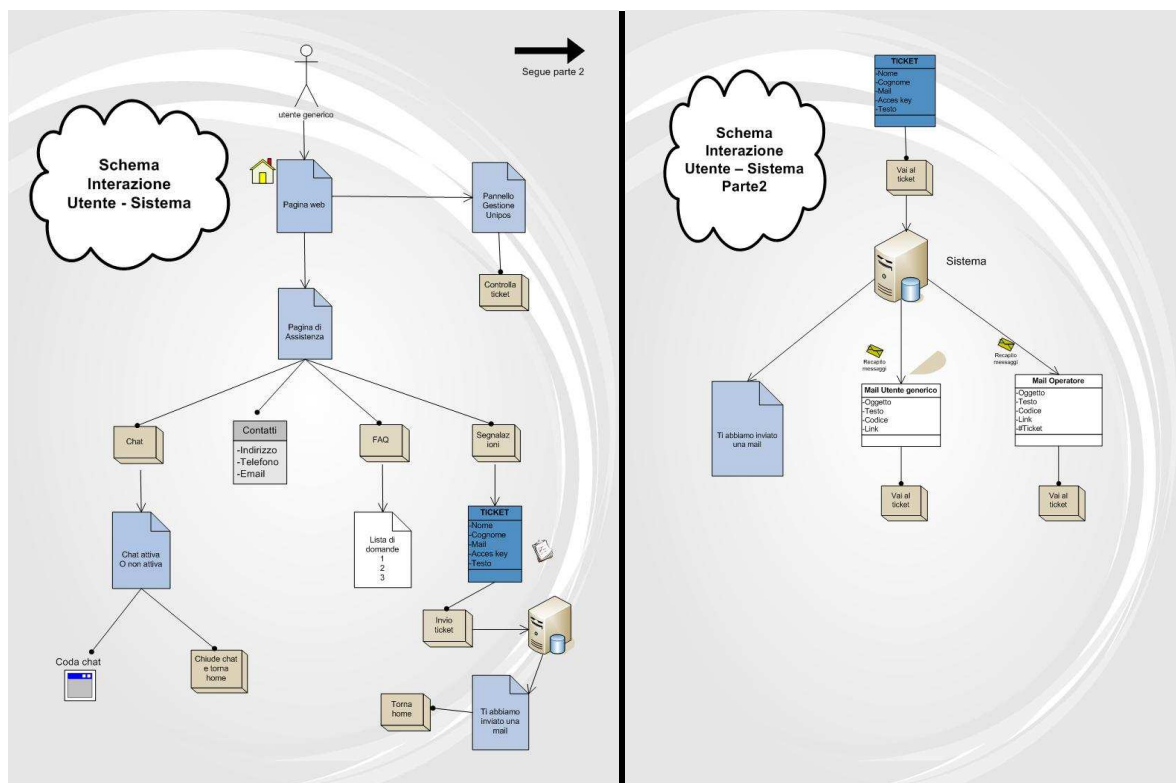 Segue parte 2
utente generico
Schema
Interazione
Utente - Sistema
Pagina web
Pannello
Gestione
Unipos
Controlla
ticket
Pagina di
Assistenza
Chat
Contatti
-Indirizzo
-Telefono
-Email
FAQ
Segnalaz
ioni
Chat attiva
O non attiva
Lista di
domande
1
2
3
TICKET
-Nome
-Cognome
-Mail
-Acces key
-Testo
Invio
ticket
Coda chat
Chiude chat
e torna
home
Torna
home
Ti abbiamo
inviato una
mail
TICKET
-Nome
-Cognome
-Mail
-Acces key
-Testo
Schema
Interazione
Utente – Sistema
Parte2
Vai al
ticket
Sistema
Recapito
messaggi
Recapito
messaggi
Ti abbiamo inviato
una mail
Mail Utente generico
-Oggetto
-Testo
-Codice
-Link
Mail Operatore
-Oggetto
-Testo
-Codice
-Link
-#Ticket
Vai al
ticket
Vai al
ticket